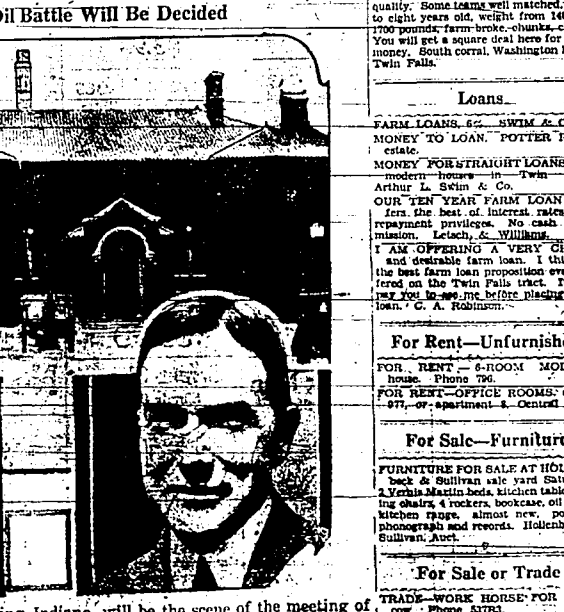 Oil Battle Will Be Decided
ing, Indiana, will be the scene of the meeting of
quality. Some teams well matched,
to eight years old, weight from 140
1700 pounds, farm broke, chunks,
You will get a square deal here for
money. South corral, Washington
Twin Falls.
Loans
FARM LOANS, 6%. SWIM &
MONEY TO LOAN. POTTER
estate.
MONEY FOR STRAIGHT LOANS
modern houses in Twin
Arthur L. Swim & Co.
OUR TEN YEAR FARM LOAN
fers the best of interest rates
repayment privileges. No cash
mission. Letsch & Williams.
I AM OFFERING A VERY
and desirable farm loan. I thi
the best farm loan proposition eve
fered on the Twin Falls tract.
pay you to see me before placing
loan. C. A. Robinson.
For Rent—Unfurnish
FOR RENT — 6-ROOM MOD
house. Phone 796.
FOR RENT—OFFICE ROOMS.
977, or apartment 8, Central
For Sale—Furniture
FURNITURE FOR SALE AT HOL
beck & Sullivan sale yard Satu
2 Vernis Martin beds, kitchen tabl
ing chairs, 4 rockers, bookcase, oil
kitchen range, almost new, po
phonograph and records. Hollenb
Sullivan, Auct.
For Sale or Trade
TRADE—WORK HORSE FOR
cow. Phone 537R3.